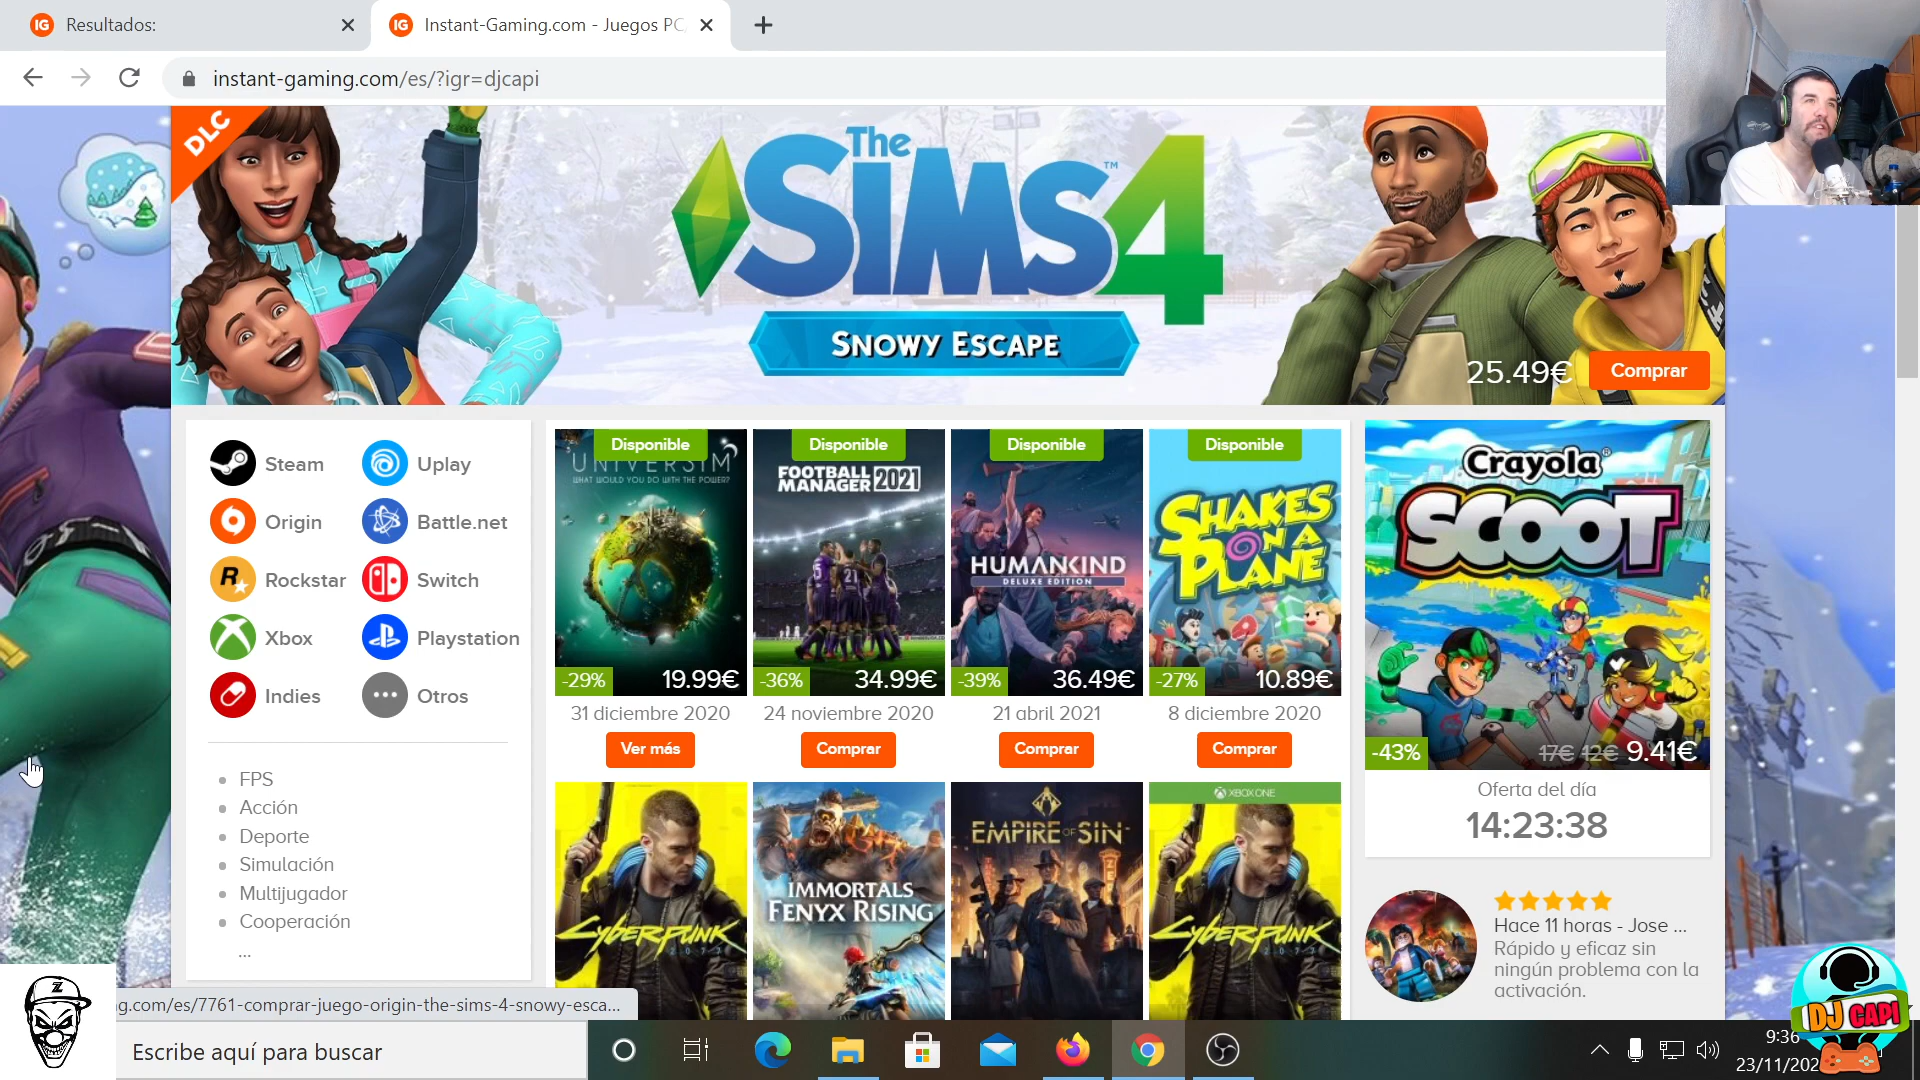 Resultados:
Instant-Gaming.com - Juegos PC
instant-gaming.com/es/?igr=djcapi
DLC
The
SIMS 4
™
SNOWY ESCAPE
25.49€
Comprar
Steam
Uplay
Origin
Battle.net
Rockstar
Switch
Xbox
Playstation
Indies
Otros
FPS
Acción
Deporte
Simulación
Multijugador
Cooperación
...
Disponible
UNIVERSIM
WHAT WOULD YOU DO WITH THE POWER?
-29%
19.99€
31 diciembre 2020
Ver más
Disponible
FOOTBALL
MANAGER 2021
-36%
34.99€
24 noviembre 2020
Comprar
Disponible
HUMANKIND
DELUXE EDITION
-39%
36.49€
21 abril 2021
Comprar
Disponible
SHAKES
ON A
PLANE
-27%
10.89€
8 diciembre 2020
Comprar
Crayola
SCOOT
-43%
17€ 12€ 9.41€
Oferta del día
14:23:38
Cyberpunk
2077
IMMORTALS
FENYX RISING
EMPIRE OF SIN
XBOX ONE
Cyberpunk
2077
Hace 11 horas - Jose ...
Rápido y eficaz sin
ningún problema con la
activación.
ng.com/es/7761-comprar-juego-origin-the-sims-4-snowy-esca...
Escribe aquí para buscar
9:36
23/11/202
Z
DJ CAPI